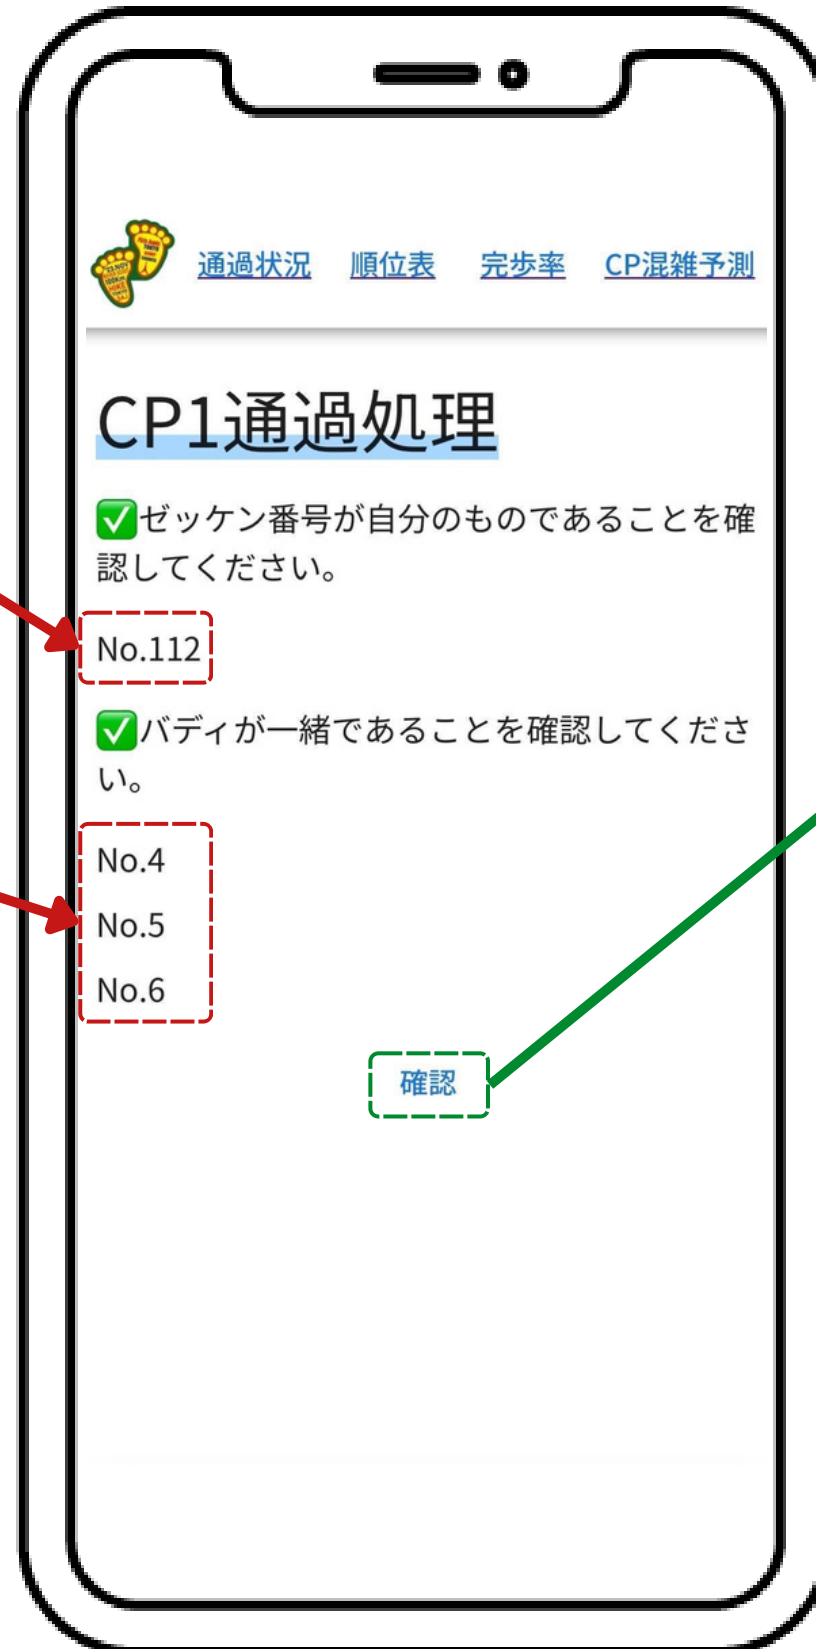 通過状況 順位表 完歩率 CP混雑予測
CP1通過処理
✅ゼッケン番号が自分のものであることを確
認してください。
No.112
✅バディが一緒であることを確認してくださ
い。
No.4
No.5
No.6
確認